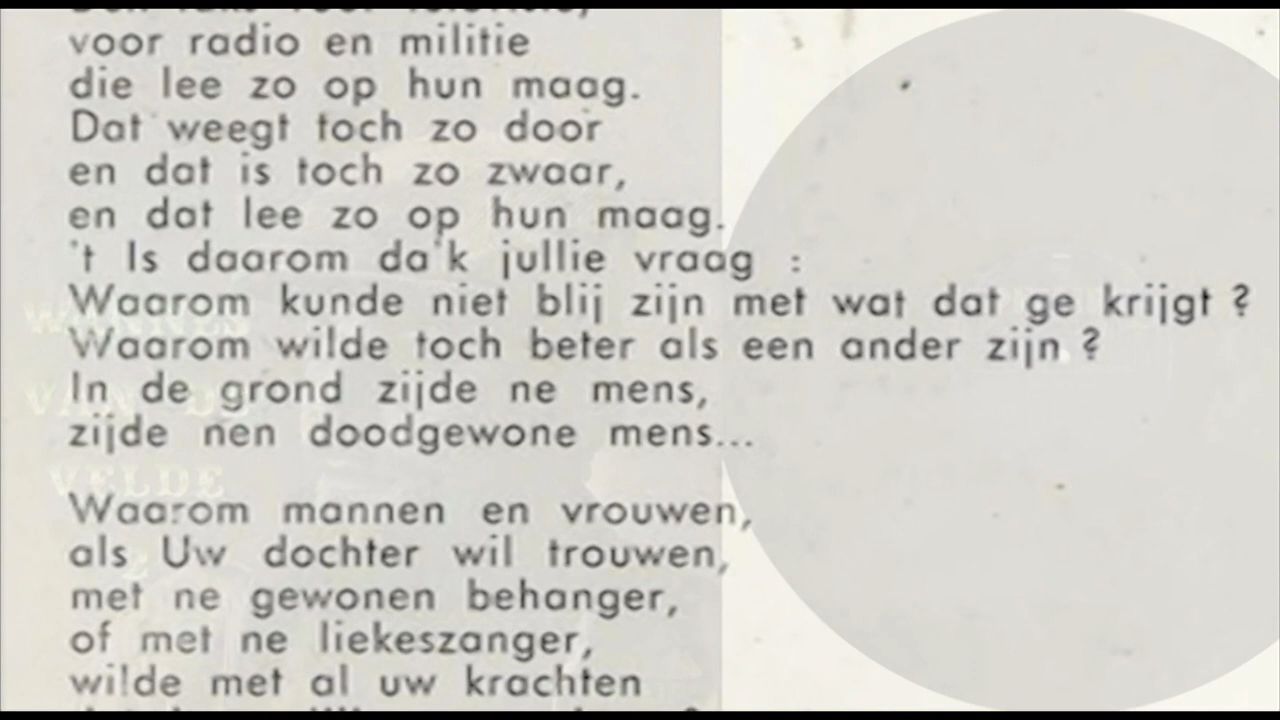 voor radio en militie
die lee zo op hun maag.
Dat weegt toch zo door
en dat is toch zo zwaar,
en dat lee zo op hun maag.
't Is daarom da'k jullie vraag :
Waarom kunde niet blij zijn met wat dat ge krijgt ?
Waarom wilde toch beter als een ander zijn ?
In de grond zijde ne mens,
zijde nen doodgewone mens...
Waarom mannen en vrouwen,
als Uw dochter wil trouwen,
met ne gewonen behanger,
of met ne liekeszanger,
wilde met al uw krachten
WANNES
VAN DE
VELDE